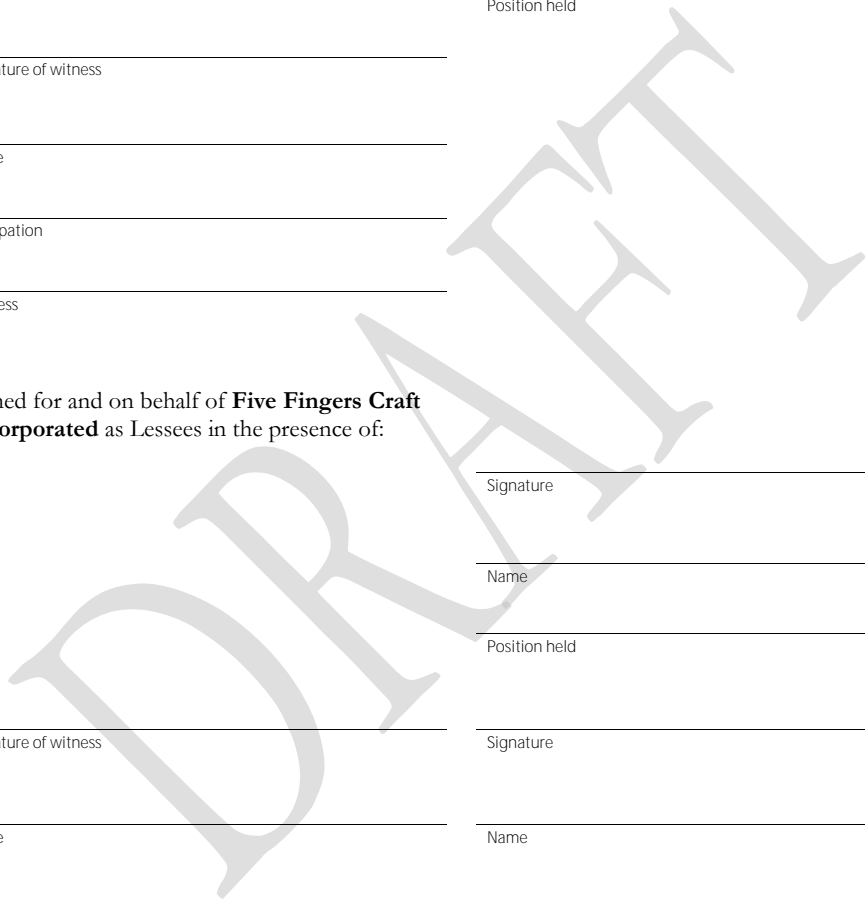 Position held
ture of witness
e
pation
ess
ned for and on behalf of Five Fingers Craft
orporated as Lessees in the presence of:
Signature
Name
Position held
ture of witness Signature
e Name
DRAFT